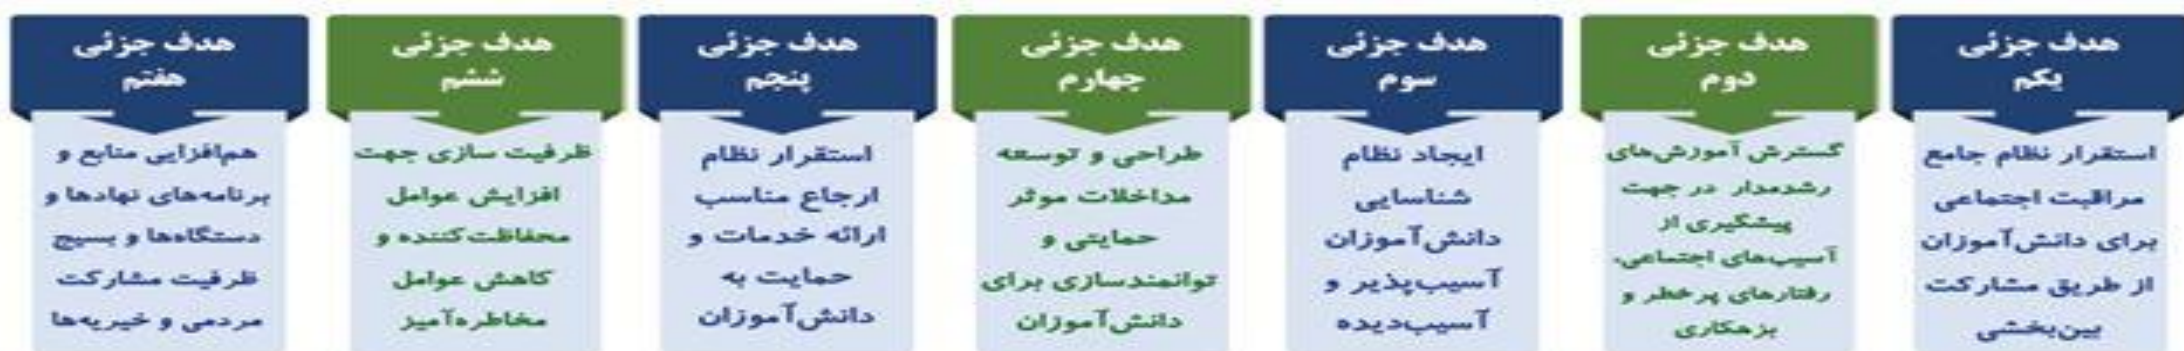 هدف جزئی
یکم
استقرار نظام جامع
مراقبت اجتماعی
برای دانش‌آموزان
از طریق مشارکت
بین‌بخشی
هدف جزئی
دوم
گسترش آموزش‌های
رشدمدار در جهت
پیشگیری از
آسیب‌های اجتماعی،
رفتارهای پرخطر و
بزهکاری
هدف جزئی
سوم
ایجاد نظام
شناسایی
دانش‌آموزان
آسیب‌پذیر و
آسیب‌دیده
هدف جزئی
چهارم
طراحی و توسعه
مداخلات موثر
حمایتی و
توانمندسازی برای
دانش‌آموزان
هدف جزئی
پنجم
استقرار نظام
ارجاع مناسب
ارائه خدمات و
حمایت به
دانش‌آموزان
هدف جزئی
ششم
ظرفیت سازی جهت
افزایش عوامل
محفاظت‌کننده و
کاهش عوامل
مخاطره‌آمیز
هدف جزئی
هفتم
هم‌افزایی منابع و
برنامه‌های نهادها و
دستگاه‌ها و بسیج
ظرفیت مشارکت
مردمی و خیریه‌ها